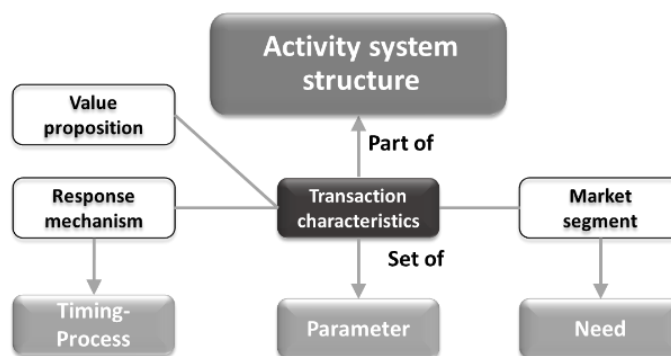 Activity system
structure
Value
proposition
Part of
Response
mechanism
Transaction
characteristics
Market
segment
Set of
Timing-
Process
Parameter
Need